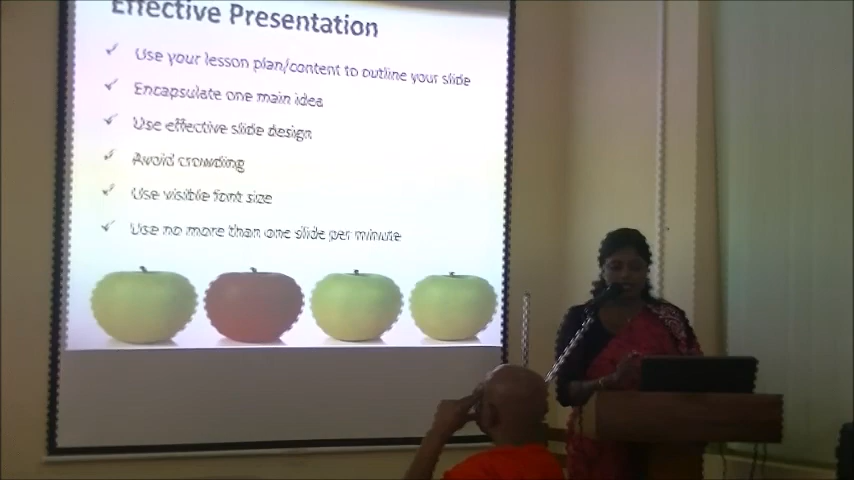 Effective Presentation
Use your lesson plan/content to outline your slide
Encapsulate one main idea
Use effective slide design
Avoid crowding
Use visible font size
Use no more than one slide per minute